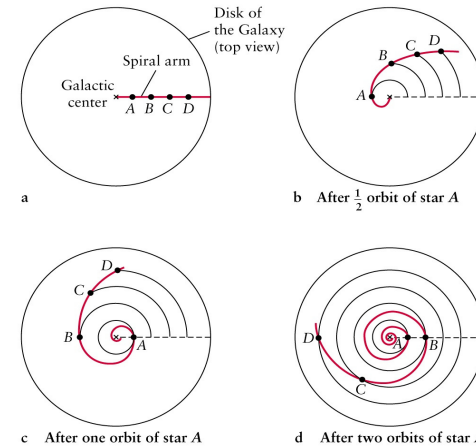 Disk of
the Galaxy
(top view)
Spiral arm
Galactic
center
A B C D
a
A B C D
b After 1/2 orbit of star A
A B C D
c After one orbit of star A
A B C D
d After two orbits of star